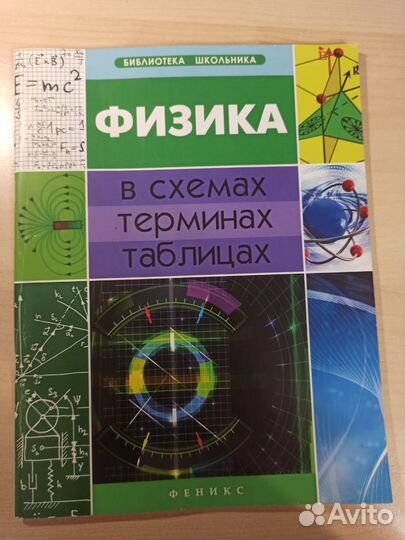 БИБЛИОТЕКА ШКОЛЬНИКА
(E×B)
E=mc²
ФИЗИКА
в схемах
терминах
таблицах
ФЕНИКС
Avito